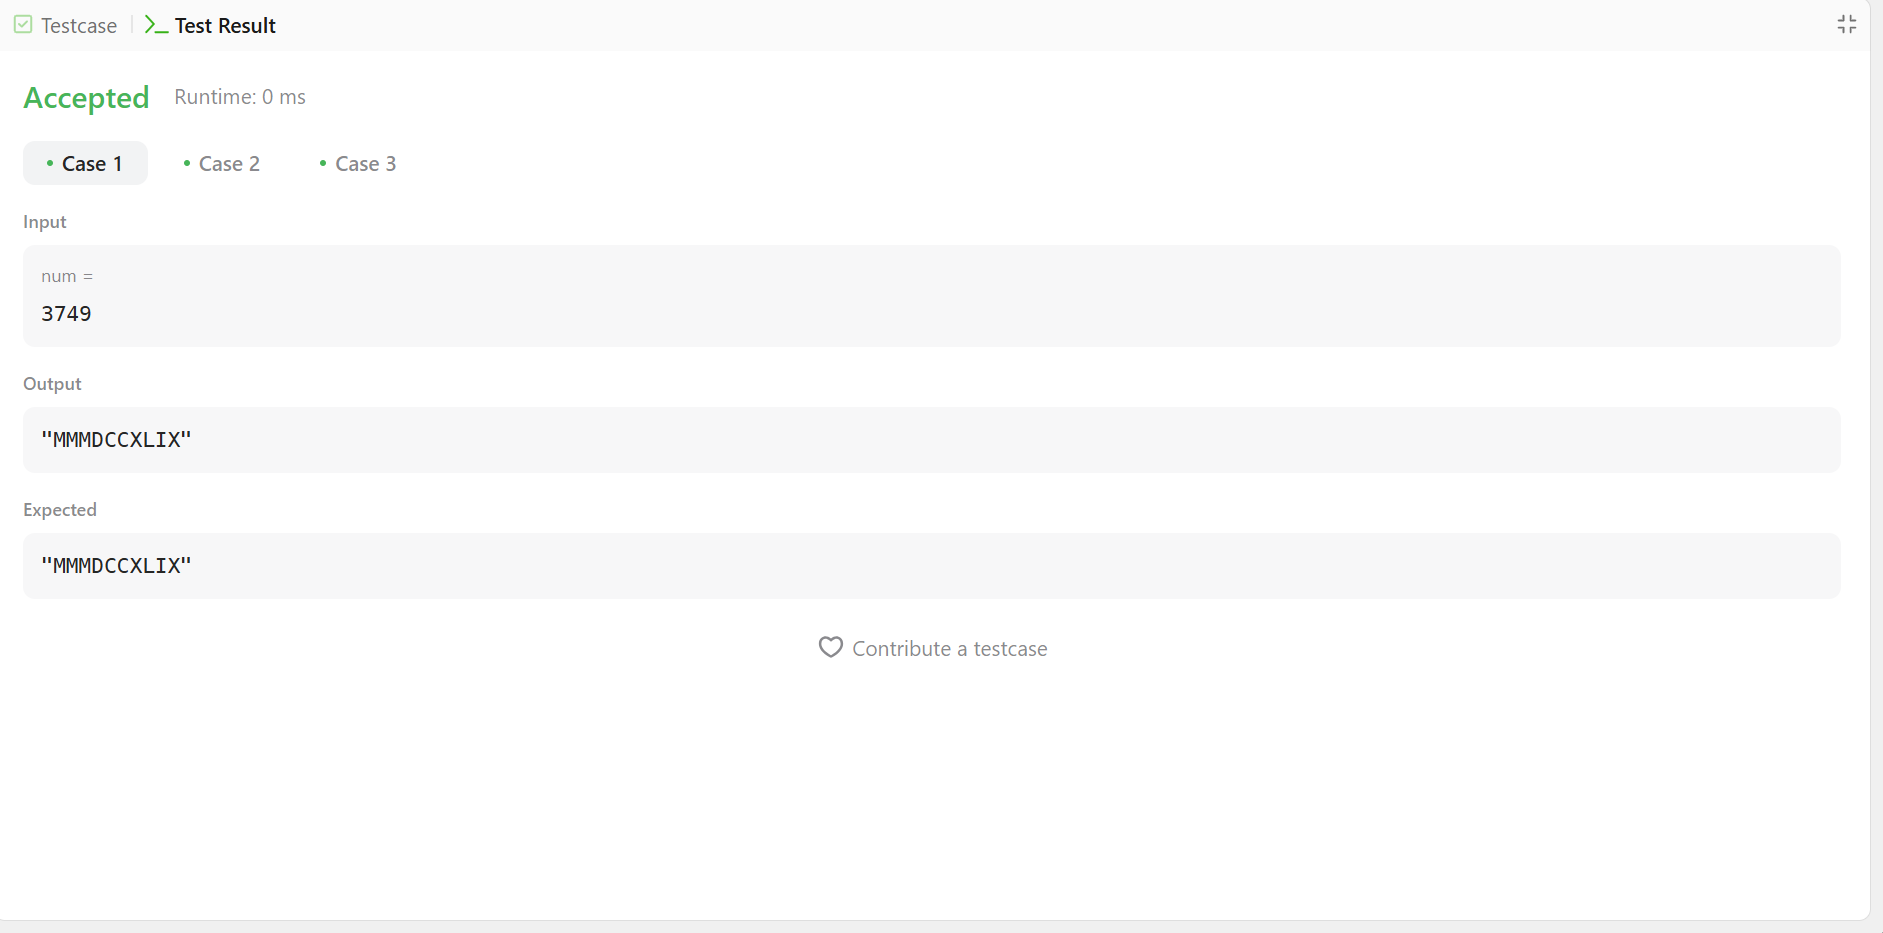 Testcase Test Result
Accepted Runtime: 0 ms
Case 1 Case 2 Case 3
Input
num =
3749
Output
"MMMDCCXLIX"
Expected
"MMMDCCXLIX"
Contribute a testcase